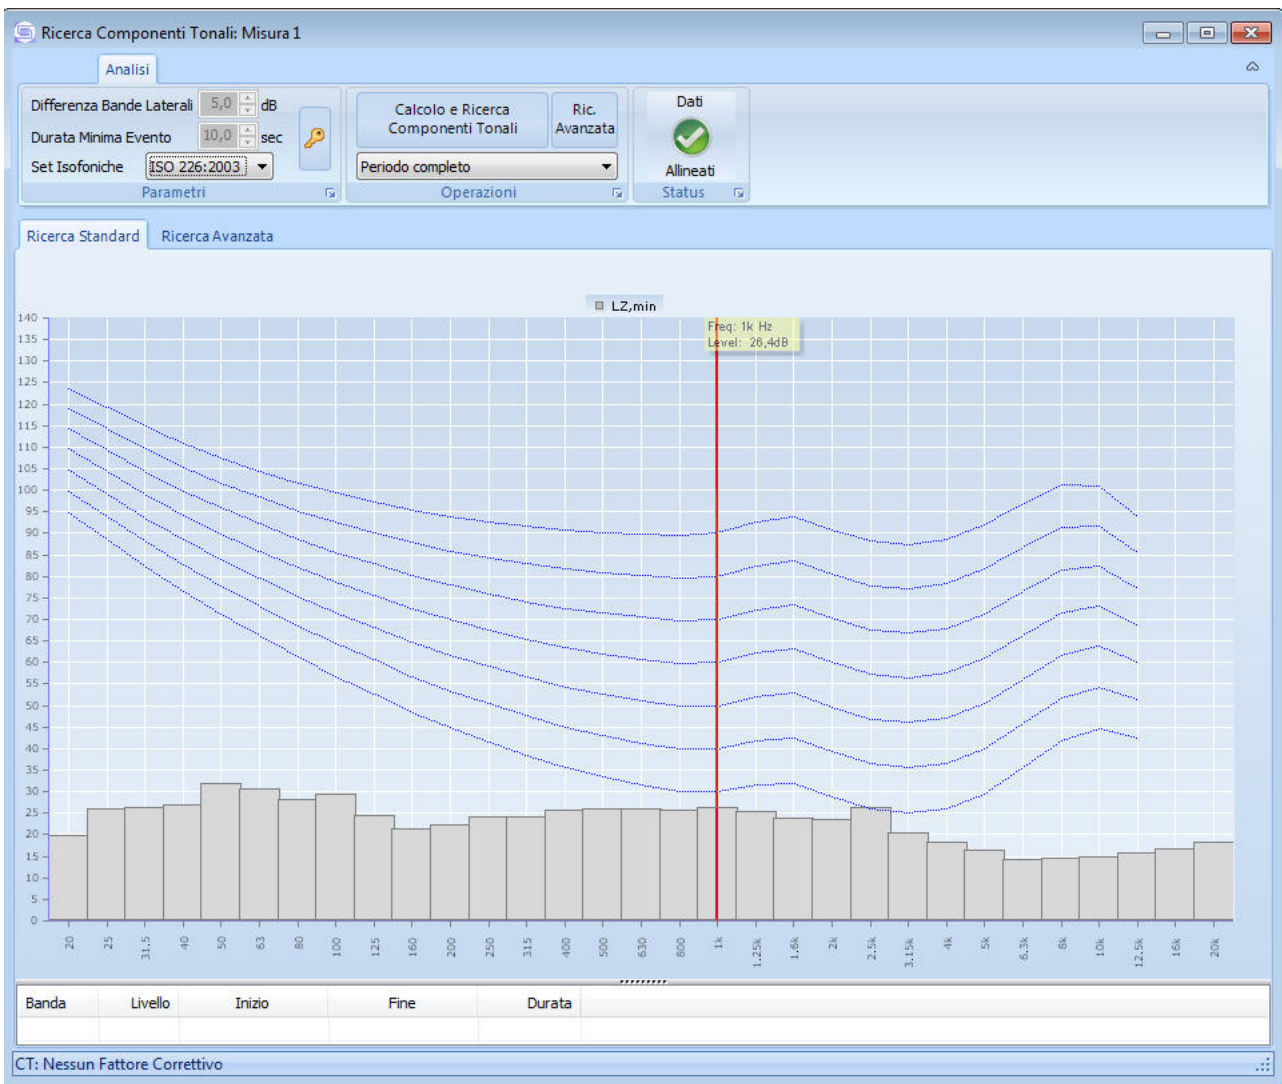 Ricerca Componenti Tonali: Misura 1
Analisi
Differenza Bande Laterali 5,0 dB
Durata Minima Evento 10,0 sec
Set Isofoniche ISO 226:2003
Parametri
Calcolo e Ricerca
Componenti Tonali
Ric.
Avanzata
Periodo completo
Operazioni
Dati
Allineati
Status
Ricerca Standard Ricerca Avanzata
LZ,min
Freq: 1k Hz
Level: 26,4dB
140
135
130
125
120
115
110
105
100
95
90
85
80
75
70
65
60
55
50
45
40
35
30
25
20
15
10
5
0
20 25 31.5 40 50 63 80 100 125 160 200 250 315 400 500 630 800 1k 1.25k 1.6k 2k 2.5k 3.15k 4k 5k 6.3k 8k 10k 12.5k 16k 20k
Banda Livello Inizio Fine Durata
CT: Nessun Fattore Correttivo